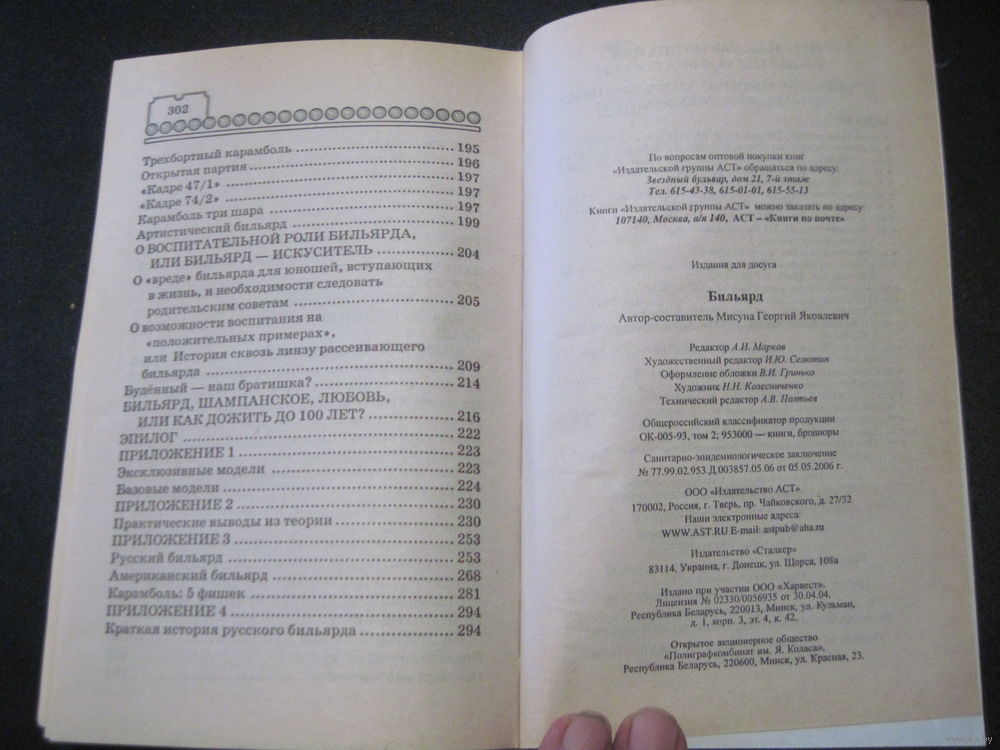 302
Трехбортный карамболь ........ 195
Открытая партия ........ 196
«Кадре 47/1» ........ 197
«Кадре 74/2» ........ 197
Карамболь три шара ........ 197
Артистический бильярд ........ 199
О ВОСПИТАТЕЛЬНОЙ РОЛИ БИЛЬЯРДА,
ИЛИ БИЛЬЯРД — ИСКУСИТЕЛЬ ........ 204
О «вреде» бильярда для юношей, вступающих
в жизнь, и необходимости следовать
родительским советам ........ 205
О возможности воспитания на
«положительных примерах»,
или История сквозь линзу рассеивающего
бильярда ........ 209
Будённый — наш братишка? ........ 214
БИЛЬЯРД, ШАМПАНСКОЕ, ЛЮБОВЬ,
ИЛИ КАК ДОЖИТЬ ДО 100 ЛЕТ? ........ 216
ЭПИЛОГ ........ 222
ПРИЛОЖЕНИЕ 1 ........ 223
Эксклюзивные модели ........ 223
Базовые модели ........ 224
ПРИЛОЖЕНИЕ 2 ........ 230
Практические выводы из теории ........ 230
ПРИЛОЖЕНИЕ 3 ........ 253
Русский бильярд ........ 253
Американский бильярд ........ 268
Карамболь: 5 фишек ........ 281
ПРИЛОЖЕНИЕ 4 ........ 294
Краткая история русского бильярда ........ 294
По вопросам оптовой покупки книг
«Издательской группы АСТ» обращаться по адресу:
Звездный бульвар, дом 21, 7-й этаж
Тел. 615-43-38, 615-01-01, 615-55-13
Книги «Издательской группы АСТ» можно заказать по адресу:
107140, Москва, а/я 140, АСТ – «Книги по почте»
Издания для досуга
Бильярд
Автор-составитель Мисуна Георгий Яковлевич
Редактор А.И. Марков
Художественный редактор И.Ю. Селютин
Оформление обложки В.И. Гринько
Художник Н.Н. Колесниченко
Технический редактор А.В. Полтьев
Общероссийский классификатор продукции
ОК-005-93, том 2; 953000 — книги, брошюры
Санитарно-эпидемиологическое заключение
№ 77.99.02.953.Д.003857.05.06 от 05.05.2006 г.
ООО «Издательство АСТ»
170002, Россия, г. Тверь, пр. Чайковского, д. 27/32
Наши электронные адреса:
WWW.AST.RU E-mail: astpub@aha.ru
Издательство «Сталкер»
83114, Украина, г. Донецк, ул. Щорса, 108а
Издано при участии ООО «Харвест».
Лицензия № 02330/0056935 от 30.04.04.
Республика Беларусь, 220013, Минск, ул. Кульман,
д. 1, корп. 3, эт. 4, к. 42.
Открытое акционерное общество
«Полиграфкомбинат им. Я. Коласа».
Республика Беларусь, 220600, Минск, ул. Красная, 23.